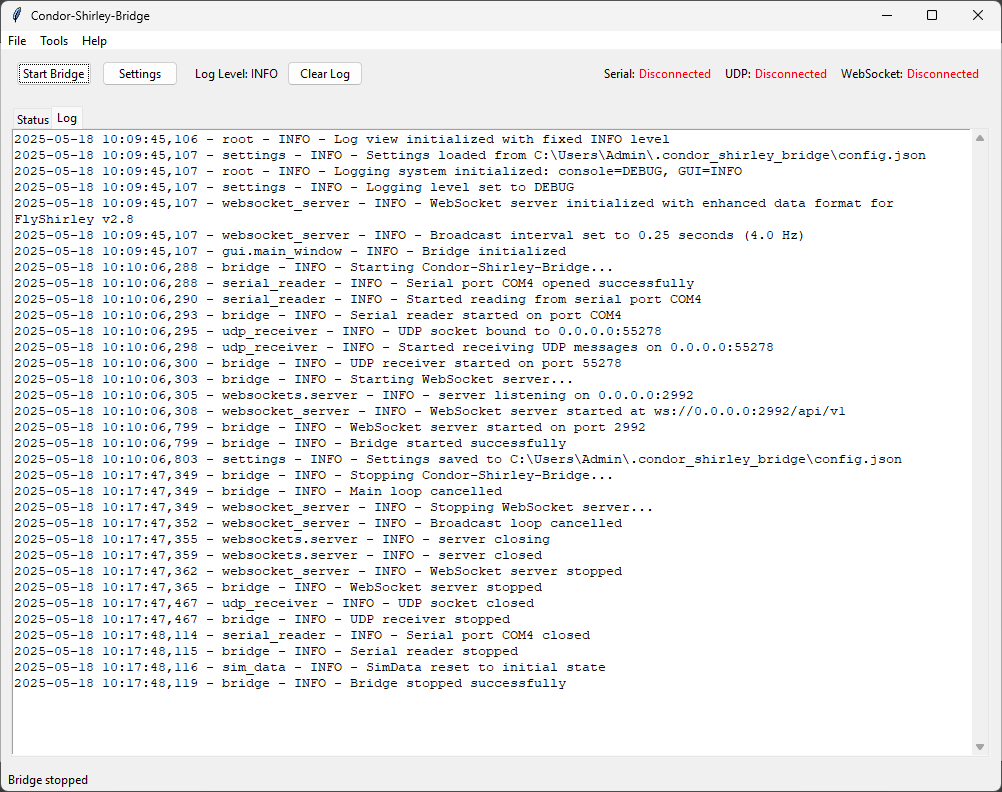 Condor-Shirley-Bridge
File Tools Help
Start Bridge Settings Log Level: INFO Clear Log Serial: Disconnected UDP: Disconnected WebSocket: Disconnected
Status Log
2025-05-18 10:09:45,106 - root - INFO - Log view initialized with fixed INFO level
2025-05-18 10:09:45,107 - settings - INFO - Settings loaded from C:\Users\Admin\.condor_shirley_bridge\config.json
2025-05-18 10:09:45,107 - root - INFO - Logging system initialized: console=DEBUG, GUI=INFO
2025-05-18 10:09:45,107 - settings - INFO - Logging level set to DEBUG
2025-05-18 10:09:45,107 - websocket_server - INFO - WebSocket server initialized with enhanced data format for
FlyShirley v2.8
2025-05-18 10:09:45,107 - websocket_server - INFO - Broadcast interval set to 0.25 seconds (4.0 Hz)
2025-05-18 10:09:45,107 - gui.main_window - INFO - Bridge initialized
2025-05-18 10:10:06,288 - bridge - INFO - Starting Condor-Shirley-Bridge...
2025-05-18 10:10:06,288 - serial_reader - INFO - Serial port COM4 opened successfully
2025-05-18 10:10:06,290 - serial_reader - INFO - Started reading from serial port COM4
2025-05-18 10:10:06,293 - bridge - INFO - Serial reader started on port COM4
2025-05-18 10:10:06,295 - udp_receiver - INFO - UDP socket bound to 0.0.0.0:55278
2025-05-18 10:10:06,298 - udp_receiver - INFO - Started receiving UDP messages on 0.0.0.0:55278
2025-05-18 10:10:06,300 - bridge - INFO - UDP receiver started on port 55278
2025-05-18 10:10:06,303 - bridge - INFO - Starting WebSocket server...
2025-05-18 10:10:06,305 - websockets.server - INFO - server listening on 0.0.0.0:2992
2025-05-18 10:10:06,308 - websocket_server - INFO - WebSocket server started at ws://0.0.0.0:2992/api/v1
2025-05-18 10:10:06,799 - bridge - INFO - WebSocket server started on port 2992
2025-05-18 10:10:06,799 - bridge - INFO - Bridge started successfully
2025-05-18 10:10:06,803 - settings - INFO - Settings saved to C:\Users\Admin\.condor_shirley_bridge\config.json
2025-05-18 10:17:47,349 - bridge - INFO - Stopping Condor-Shirley-Bridge...
2025-05-18 10:17:47,349 - bridge - INFO - Main loop cancelled
2025-05-18 10:17:47,349 - websocket_server - INFO - Stopping WebSocket server...
2025-05-18 10:17:47,352 - websocket_server - INFO - Broadcast loop cancelled
2025-05-18 10:17:47,355 - websockets.server - INFO - server closing
2025-05-18 10:17:47,359 - websockets.server - INFO - server closed
2025-05-18 10:17:47,362 - websocket_server - INFO - WebSocket server stopped
2025-05-18 10:17:47,365 - bridge - INFO - WebSocket server stopped
2025-05-18 10:17:47,467 - udp_receiver - INFO - UDP socket closed
2025-05-18 10:17:47,467 - bridge - INFO - UDP receiver stopped
2025-05-18 10:17:48,114 - serial_reader - INFO - Serial port COM4 closed
2025-05-18 10:17:48,115 - bridge - INFO - Serial reader stopped
2025-05-18 10:17:48,116 - sim_data - INFO - SimData reset to initial state
2025-05-18 10:17:48,119 - bridge - INFO - Bridge stopped successfully
Bridge stopped